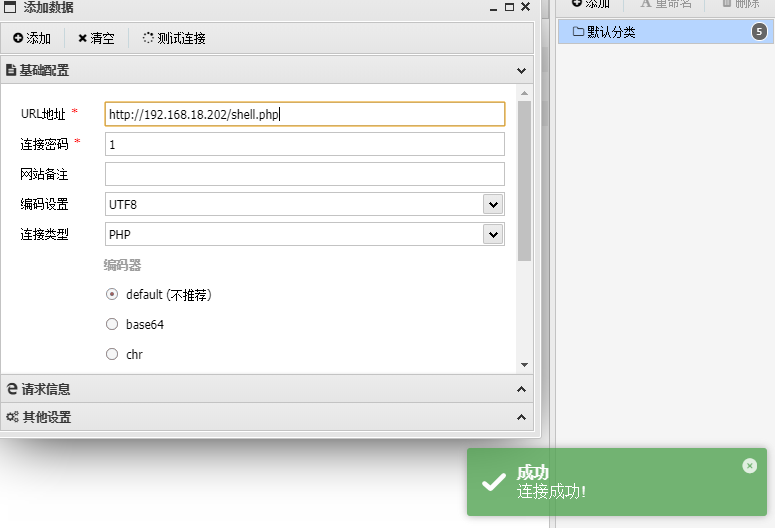 添加数据
添加 清空 测试连接
基础配置
URL地址 * http://192.168.18.202/shell.php
连接密码 * 1
网站备注
编码设置 UTF8
连接类型 PHP
编码器
default (不推荐)
base64
chr
请求信息
其他设置
添加 重命名 删除
默认分类 5
成功
连接成功!